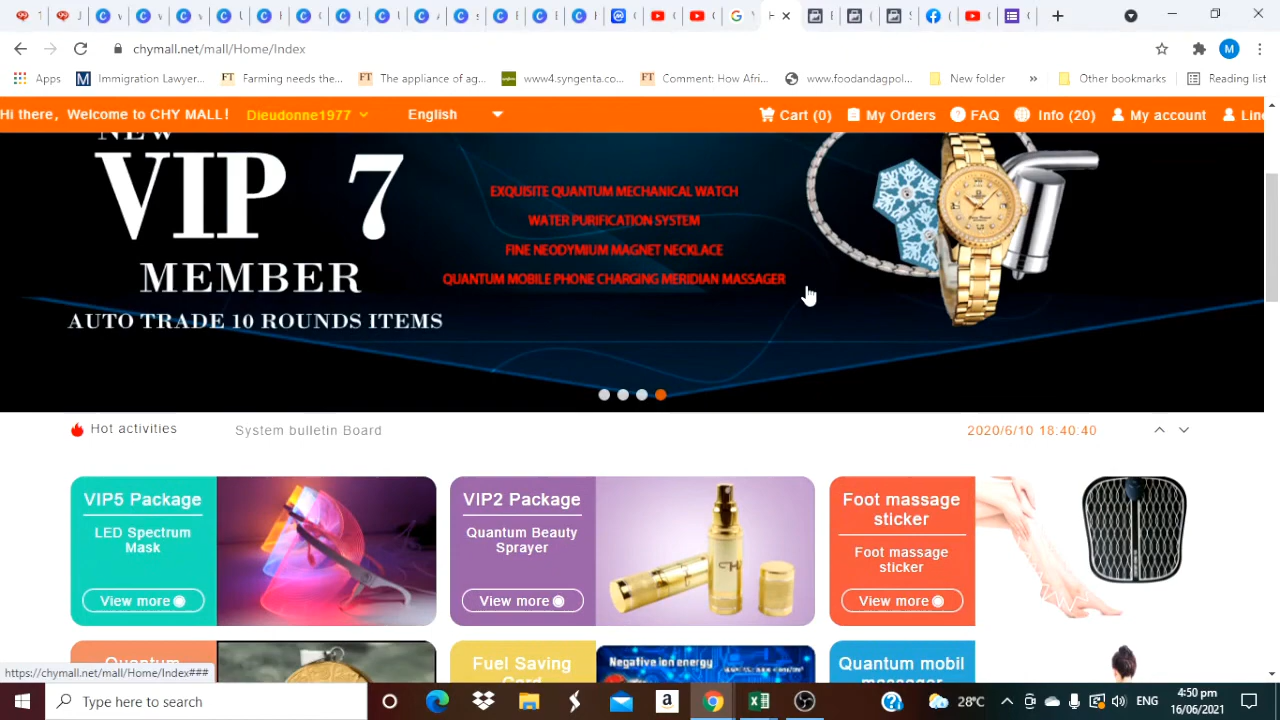 chymall.net/mall/Home/Index
M
Apps
Immigration Lawyer...
Farming needs the...
The appliance of ag...
www4.syngenta.co...
Comment: How Afri...
www.foodandagpol...
New folder
»
Other bookmarks
Reading list
Hi there, Welcome to CHY MALL!
Dieudonne1977
English
Cart (0)
My Orders
FAQ
Info (20)
My account
Line
NEW
VIP 7
MEMBER
AUTO TRADE 10 ROUNDS ITEMS
EXQUISITE QUANTUM MECHANICAL WATCH
WATER PURIFICATION SYSTEM
FINE NEODYMIUM MAGNET NECKLACE
QUANTUM MOBILE PHONE CHARGING MERIDIAN MASSAGER
Hot activities
System bulletin Board
2020/6/10 18:40:40
VIP5 Package
LED Spectrum
Mask
View more
VIP2 Package
Quantum Beauty
Sprayer
View more
Foot massage
sticker
Foot massage
sticker
View more
Quantum
Fuel Saving
Card
Negative ion energy
Quantum mobil
massager
https://chymall.net/mall/Home/Index###
Type here to search
28°C
ENG
4:50 pm
16/06/2021